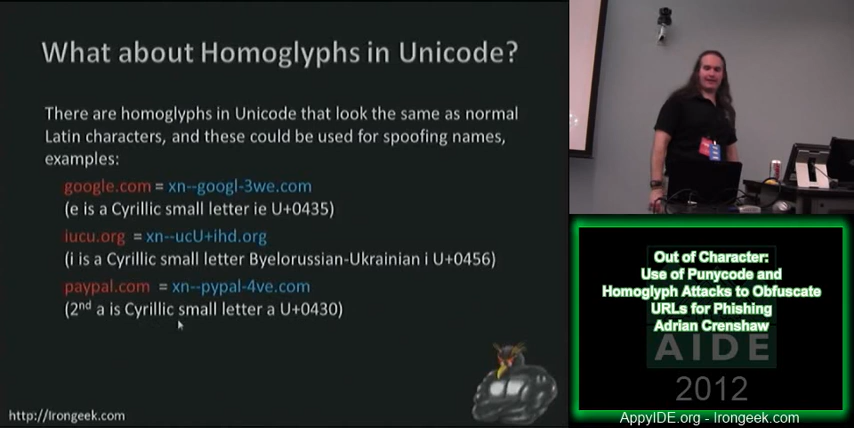 What about Homoglyphs in Unicode?
There are homoglyphs in Unicode that look the same as normal
Latin characters, and these could be used for spoofing names,
examples:
google.com = xn--googl-3we.com
(e is a Cyrillic small letter ie U+0435)
iucu.org = xn--ucU+ihd.org
(i is a Cyrillic small letter Byelorussian-Ukrainian i U+0456)
paypal.com = xn--pypal-4ve.com
(2nd a is Cyrillic small letter a U+0430)
http://Irongeek.com
Out of Character:
Use of Punycode and
Homoglyph Attacks to Obfuscate
URLs for Phishing
Adrian Crenshaw
AIDE
2012
AppyIDE.org - Irongeek.com